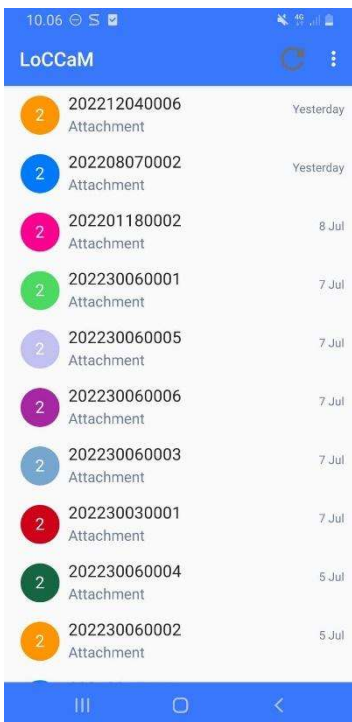 10.06
4G
LoCCaM
2 202212040006 Yesterday
Attachment
2 202208070002 Yesterday
Attachment
2 202201180002 8 Jul
Attachment
2 202230060001 7 Jul
Attachment
2 202230060005 7 Jul
Attachment
2 202230060006 7 Jul
Attachment
2 202230060003 7 Jul
Attachment
2 202230030001 7 Jul
Attachment
2 202230060004 5 Jul
Attachment
2 202230060002 5 Jul
Attachment